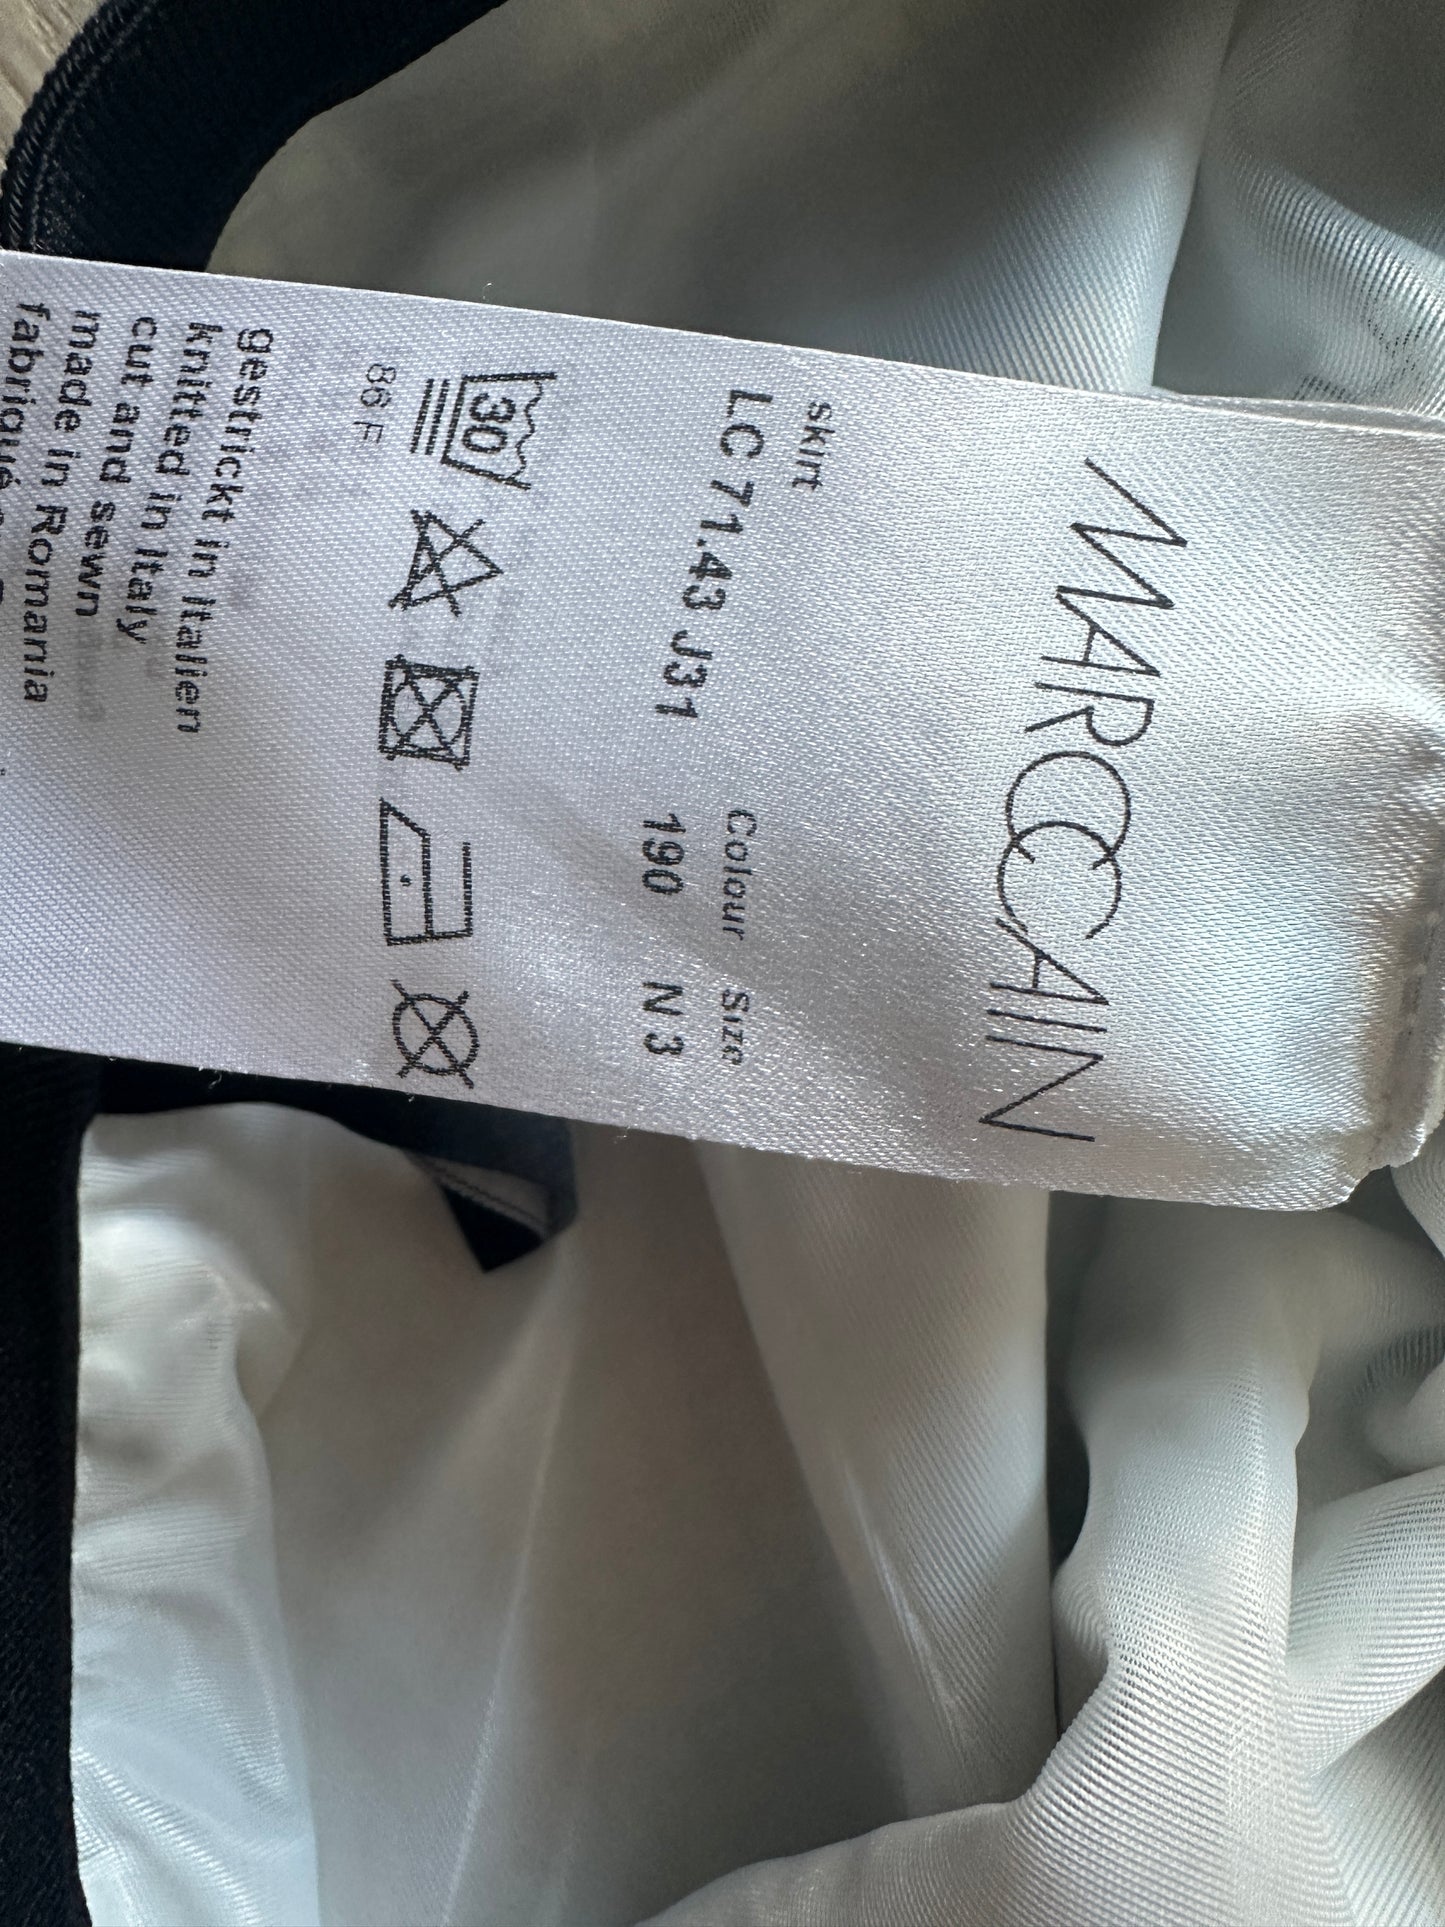 MARCCAIN
skirt
Colour Size
LC 71.43 J31 190 N 3
30
86 F
gestrickt in Italien
knitted in Italy
cut and sewn
made in Romania